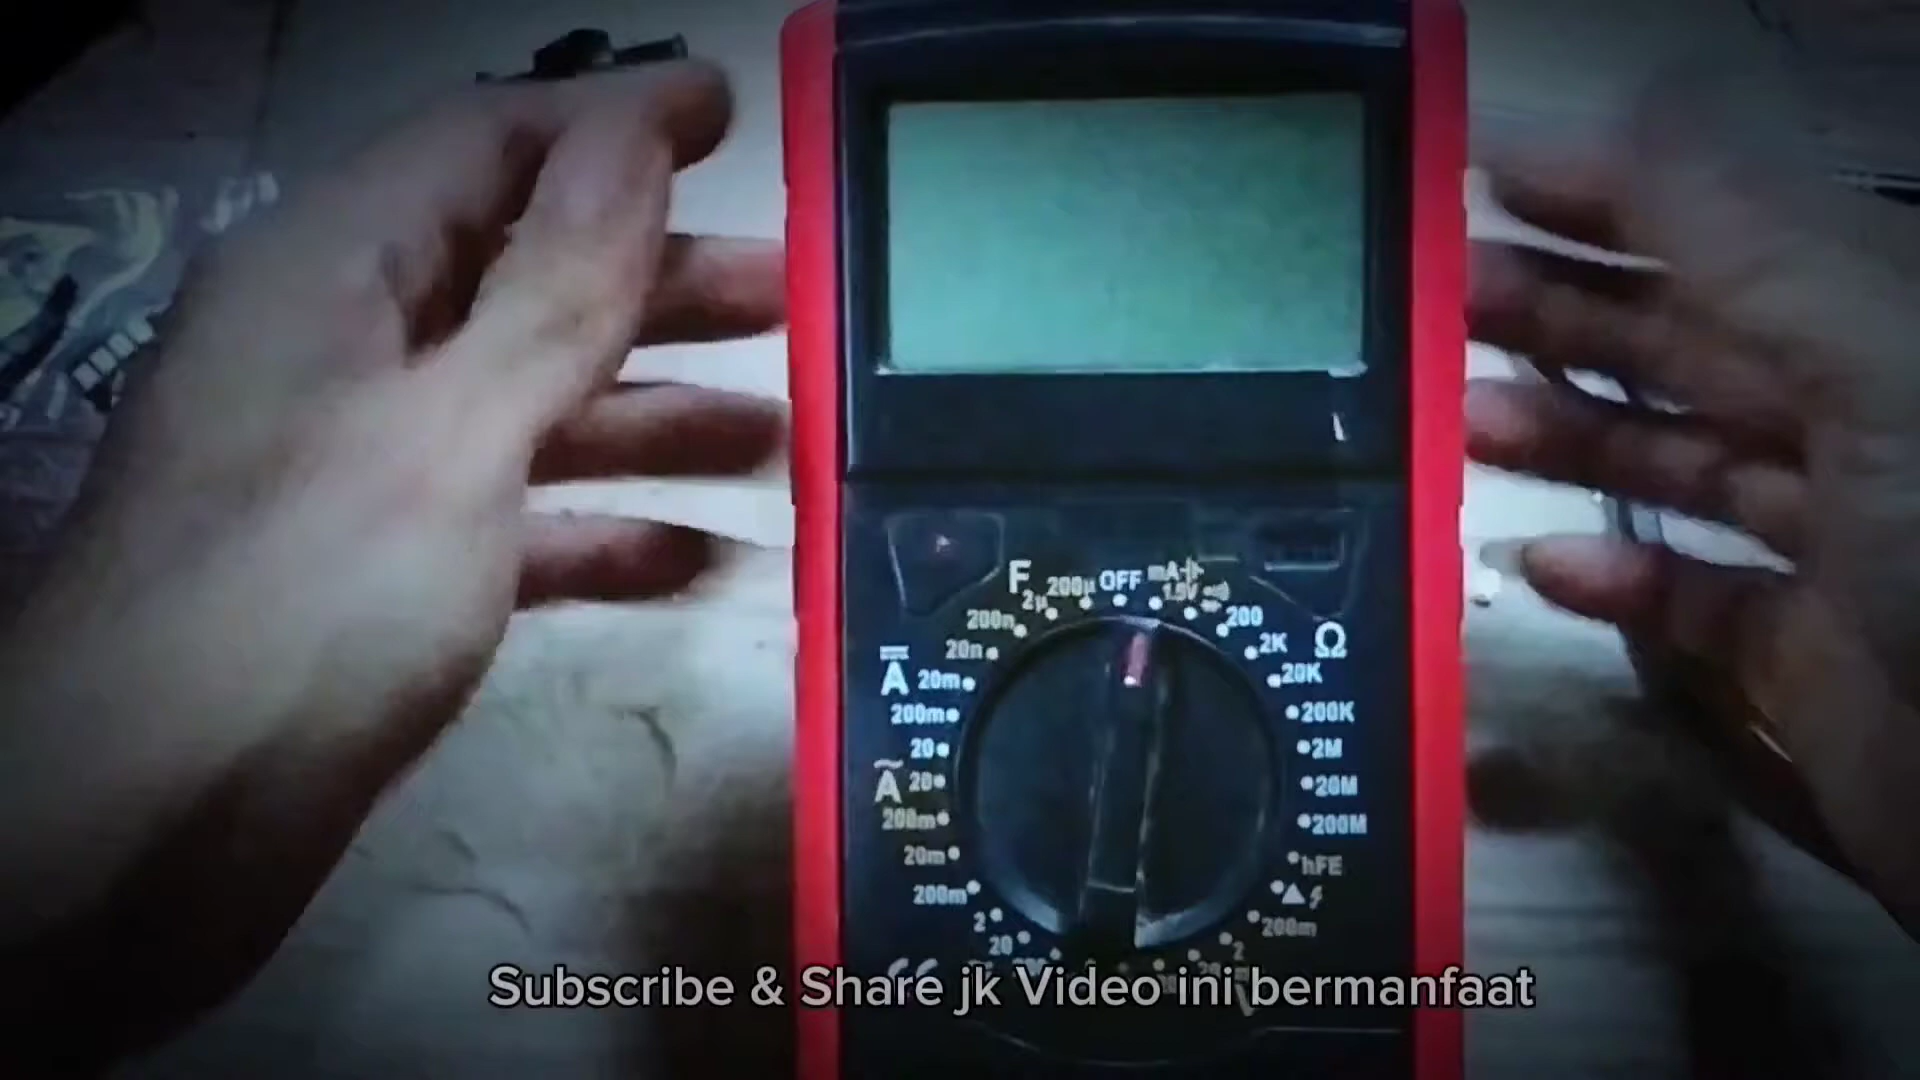 F
2µ
200µ
OFF
mA
1.5V
200n
20n
200
2K
Ω
20K
A
20m
200m
20
A
20
200m
20m
200m
2
20
200K
2M
20M
200M
hFE
200m
2
Subscribe & Share jk Video ini bermanfaat